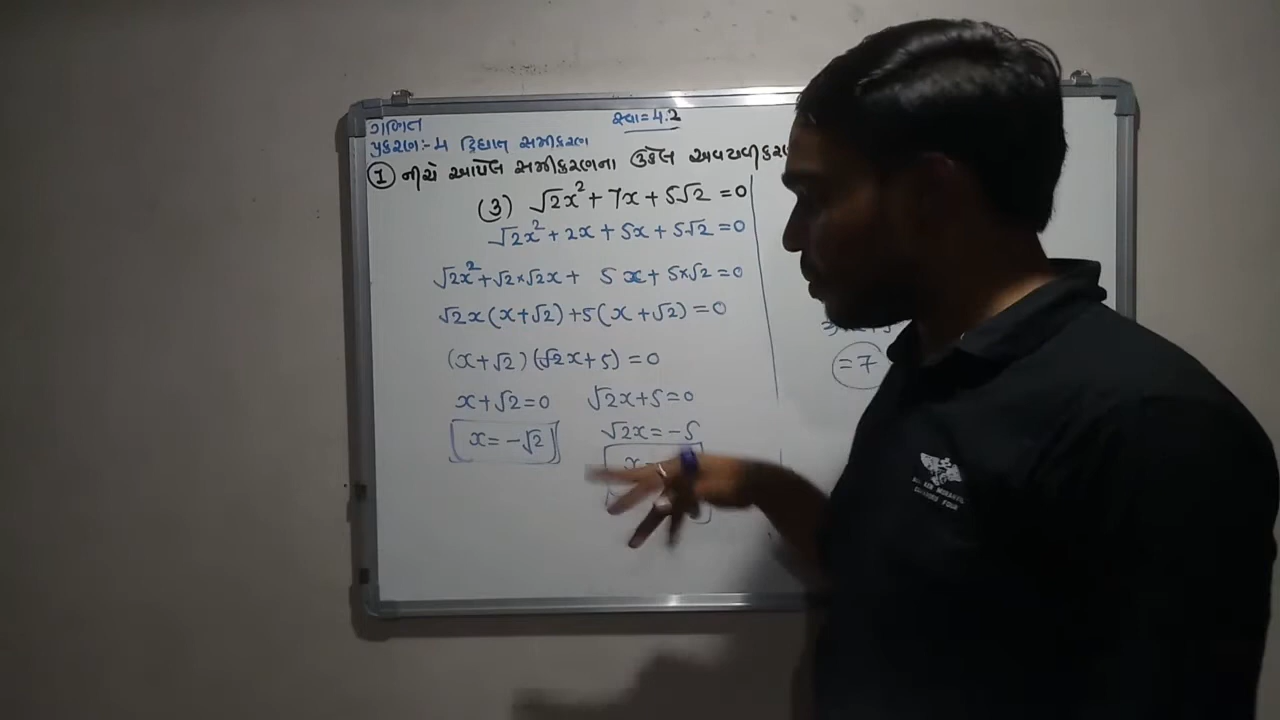 ગણિત
સ્વા = 4.2
પ્રકરણ:- 4 દ્વિઘાત સમીકરણ
① નીચે આપેલ સમીકરણના ઉકેલ અવયવીકરણ
(3) √2x² + 7x + 5√2 = 0
√2x² + 2x + 5x + 5√2 = 0
√2x² + √2×√2x + 5x + 5×√2 = 0
√2x(x+√2) + 5(x+√2) = 0
(x+√2)(√2x+5) = 0
x+√2=0 √2x+5=0
x = -√2 √2x = -5
x
= 7